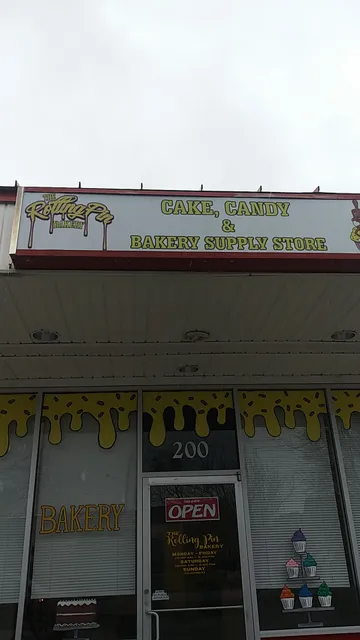 THE
Rolling Pin
BAKERY
CAKE, CANDY
&
BAKERY SUPPLY STORE
200
BAKERY
OPEN
THE
Rolling Pin
BAKERY
MONDAY - FRIDAY
SATURDAY
SUNDAY